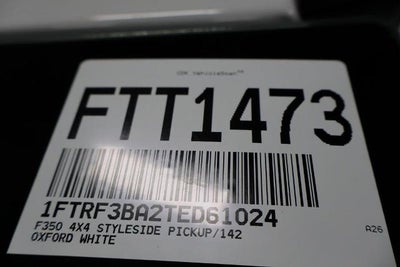 CDK VehicleScan™
FTT1473
1FTRF3BA2TED61024
F350 4X4 STYLESIDE PICKUP/142
OXFORD WHITE
A26